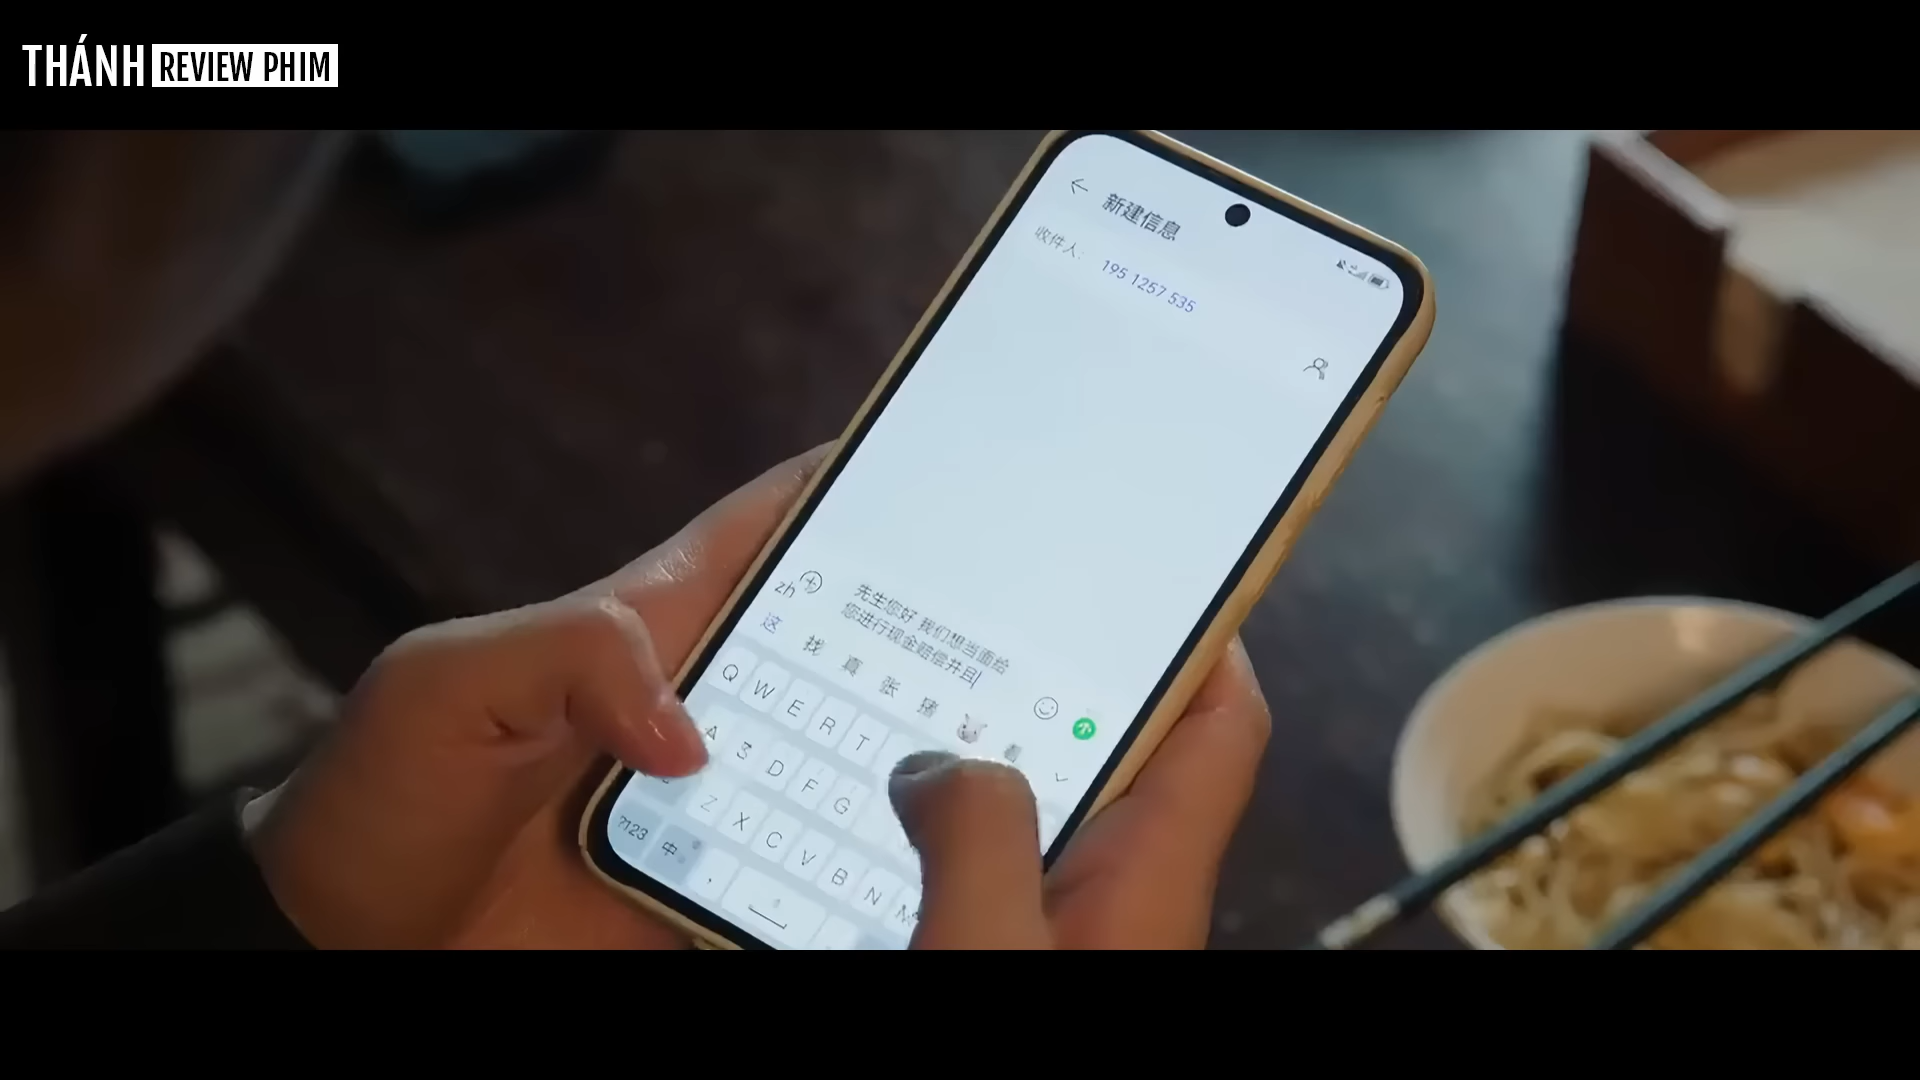 THÁNH REVIEW PHIM
新建信息
收件人: 195 1257 535
先生您好 我们想当面给
您进行现金赔偿并且
zh
这 找 真 张 猪
Q W E R T
A D F G
Z X C V B N M
?123 中 ,